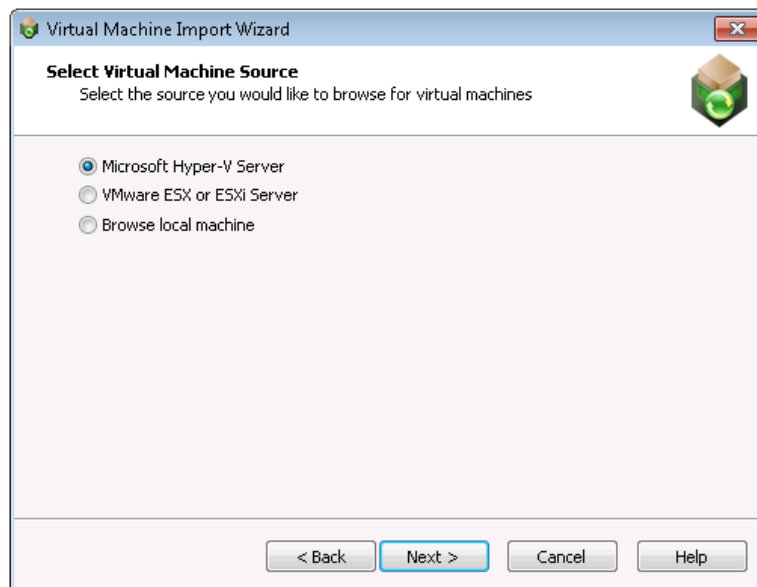 Virtual Machine Import Wizard
Select Virtual Machine Source
Select the source you would like to browse for virtual machines
Microsoft Hyper-V Server
VMware ESX or ESXi Server
Browse local machine
< Back
Next >
Cancel
Help